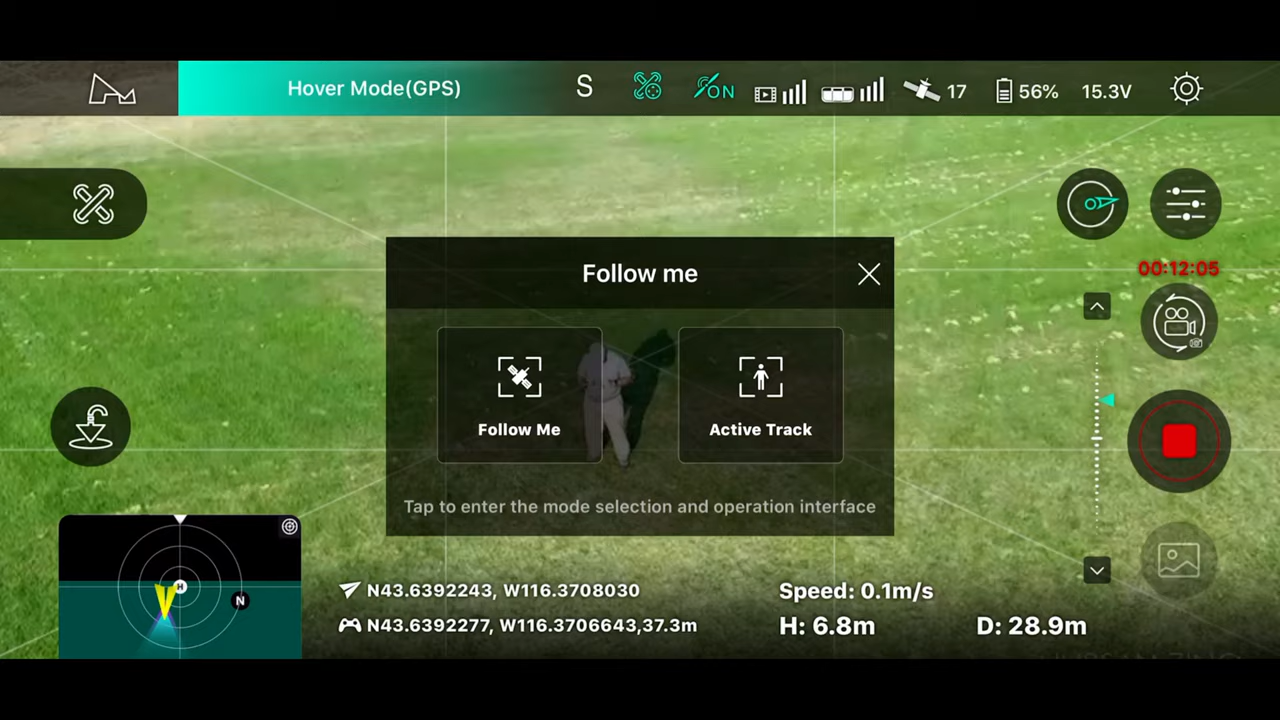 Hover Mode(GPS)
S
ON
17
56%
15.3V
Follow me
00:12:05
Follow Me
Active Track
Tap to enter the mode selection and operation interface
H
N
N43.6392243, W116.3708030
Speed: 0.1m/s
N43.6392277, W116.3706643,37.3m
H: 6.8m
D: 28.9m